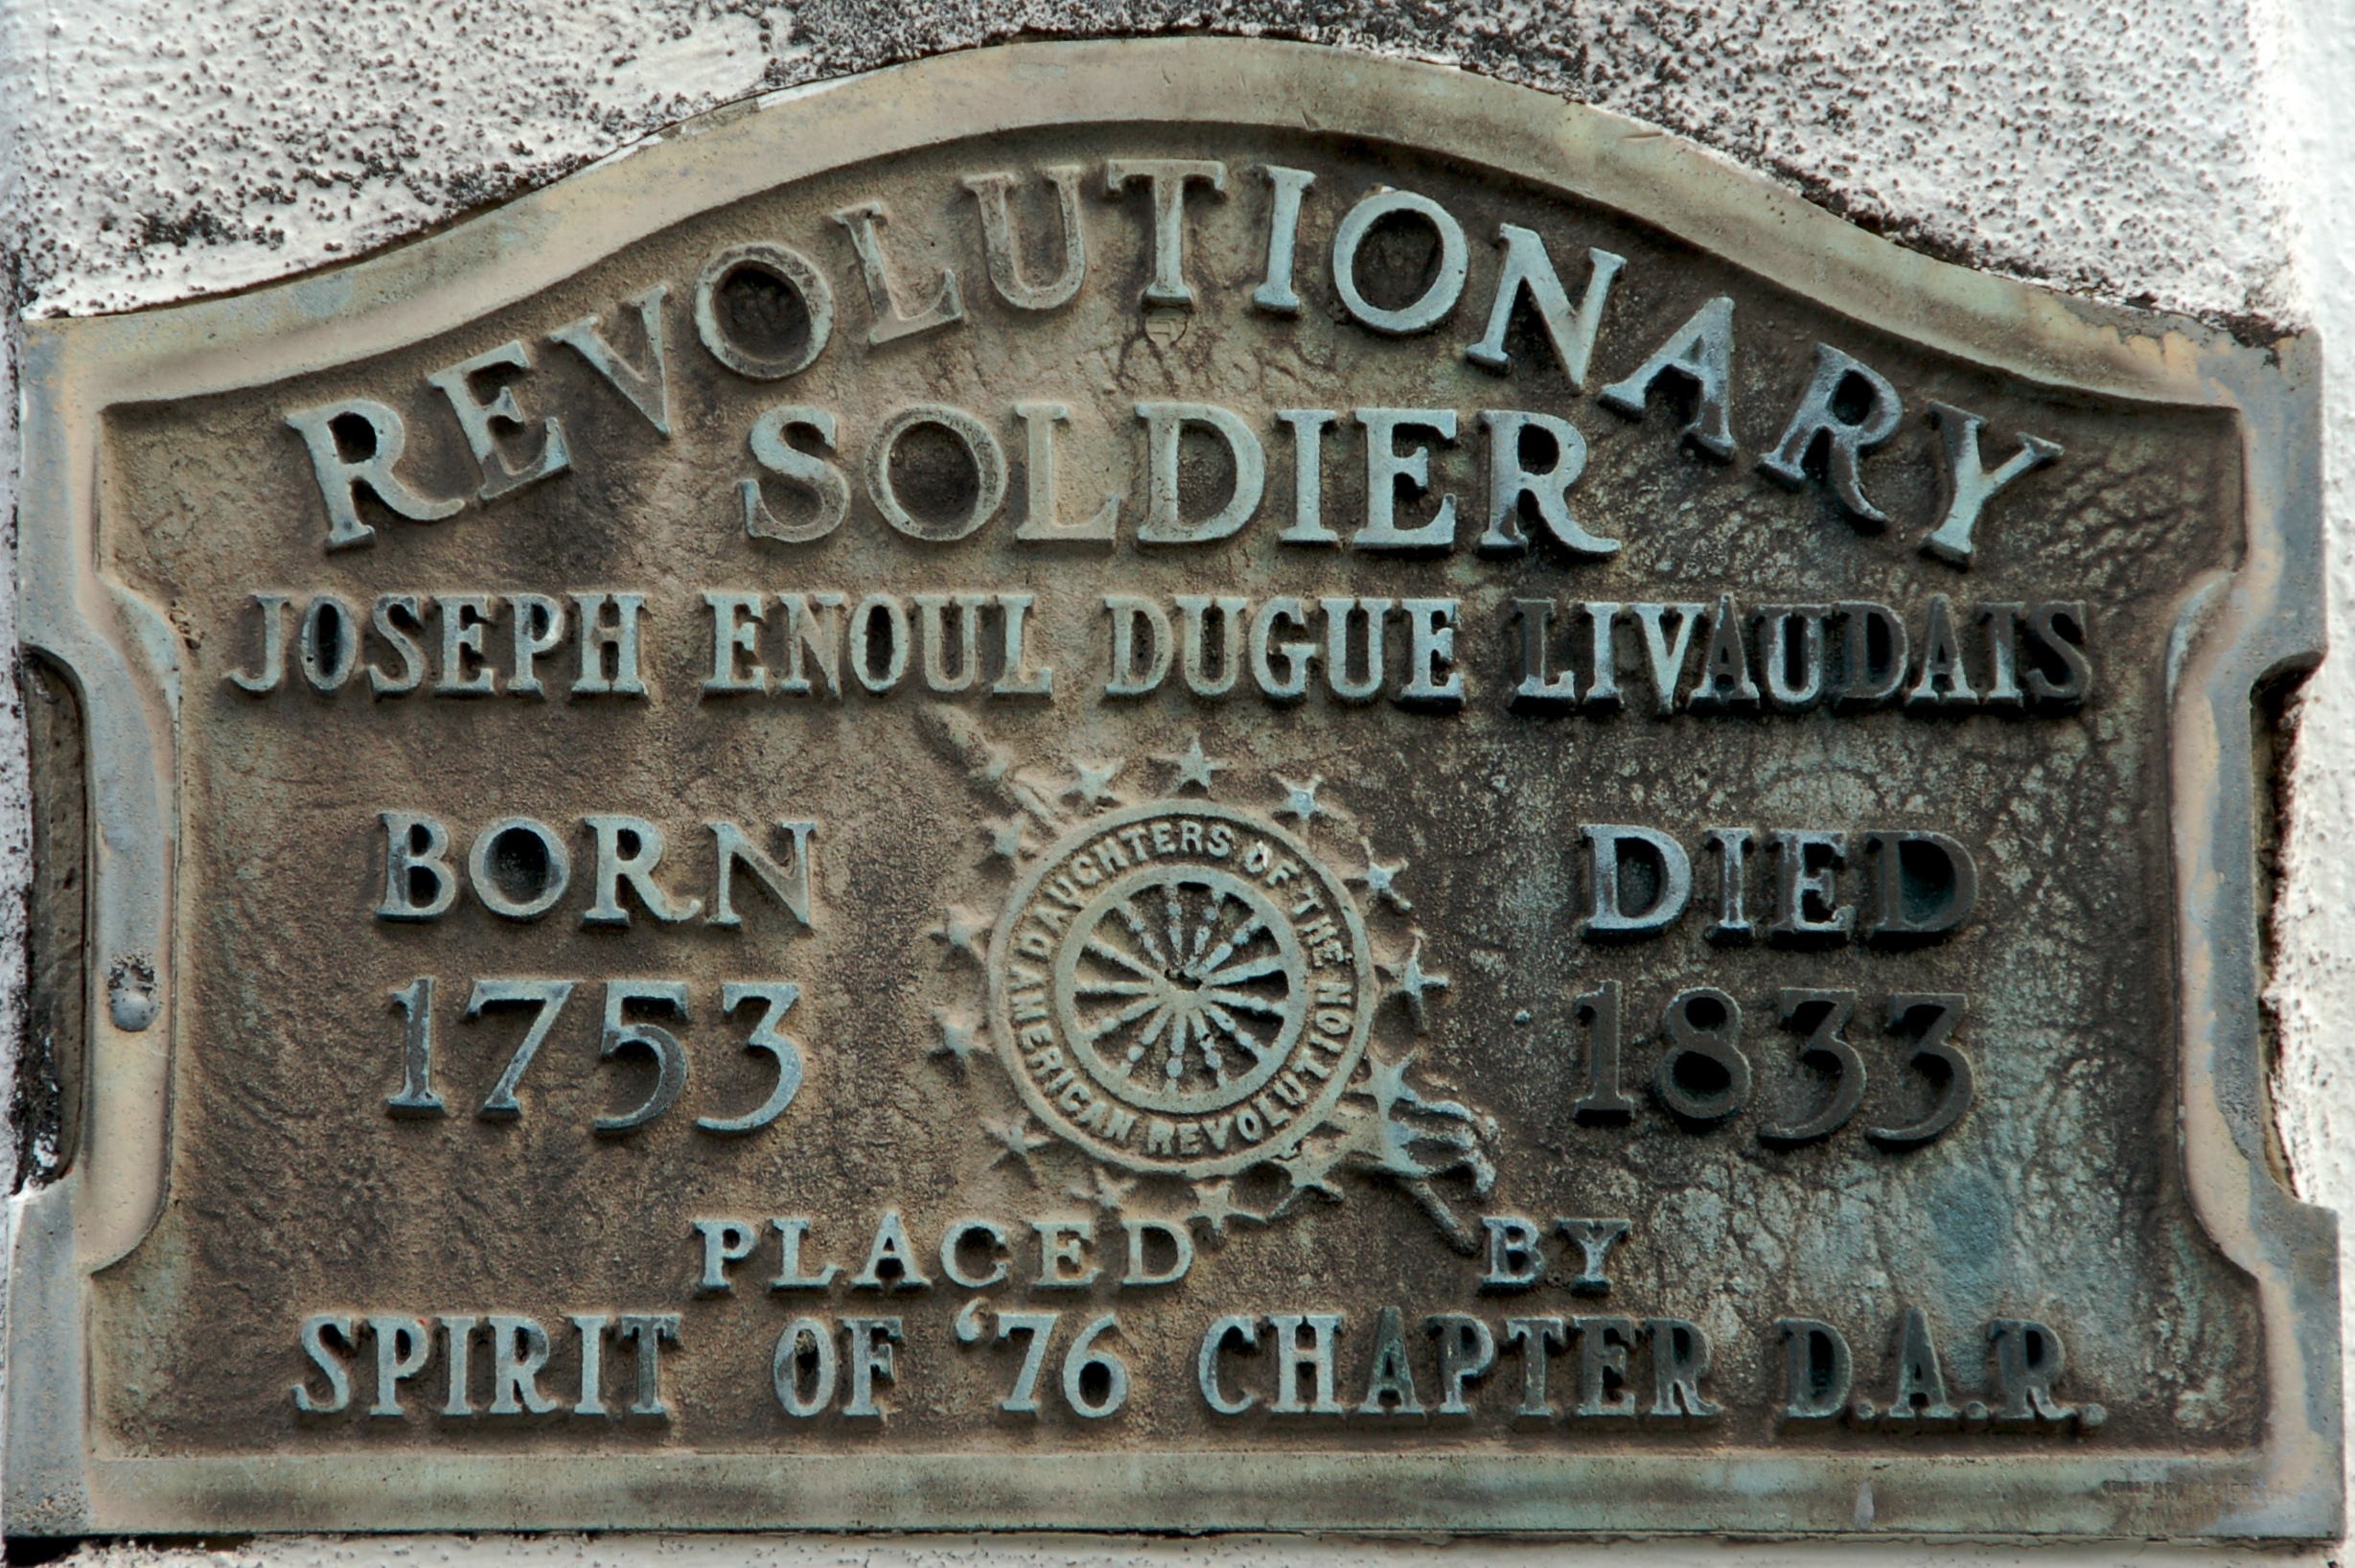 REVOLUTIONARY
SOLDIER
JOSEPH ENOUL DUGUE LIVAUDAIS
BORN
1753
DAUGHTERS OF THE
AMERICAN REVOLUTION
DIED
1833
PLACED BY
SPIRIT OF ‘76 CHAPTER D.A.R.